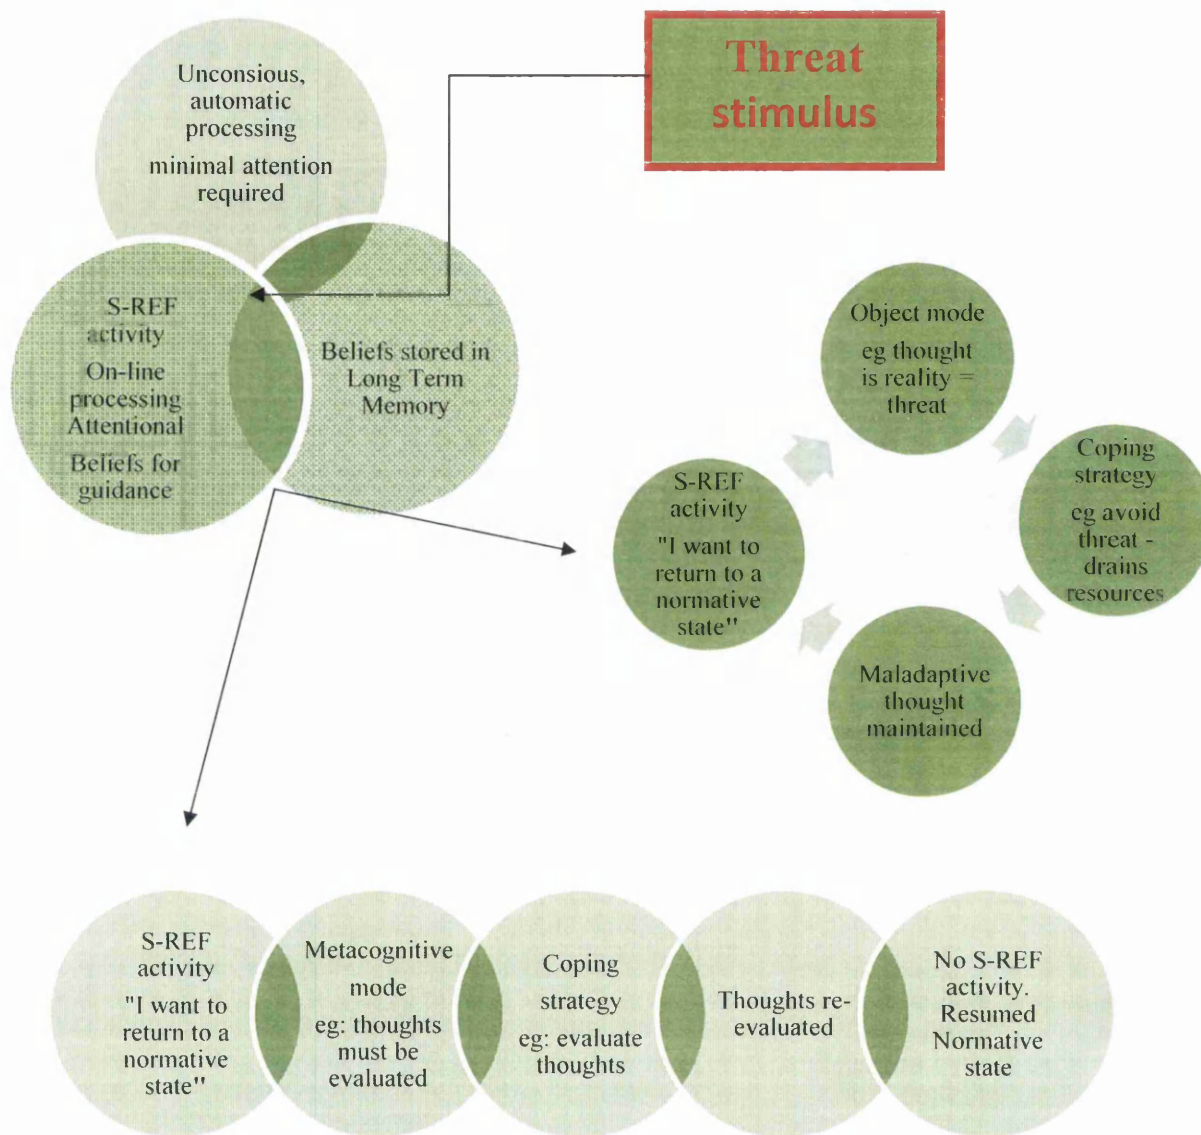 Threat
stimulus
Unconsious,
automatic
processing
minimal attention
required
S-REF
activity
On-line
processing
Attentional
Beliefs for
guidance
Beliefs stored in
Long Term
Memory
Object mode
eg thought
is reality =
threat
Coping
strategy
eg avoid
threat -
drains
resources
Maladaptive
thought
maintained
S-REF
activity
"I want to
return to a
normative
state"
S-REF
activity
"I want to
return to a
normative
state"
Metacognitive
mode
eg: thoughts
must be
evaluated
Coping
strategy
eg: evaluate
thoughts
Thoughts re-
evaluated
No S-REF
activity.
Resumed
Normative
state